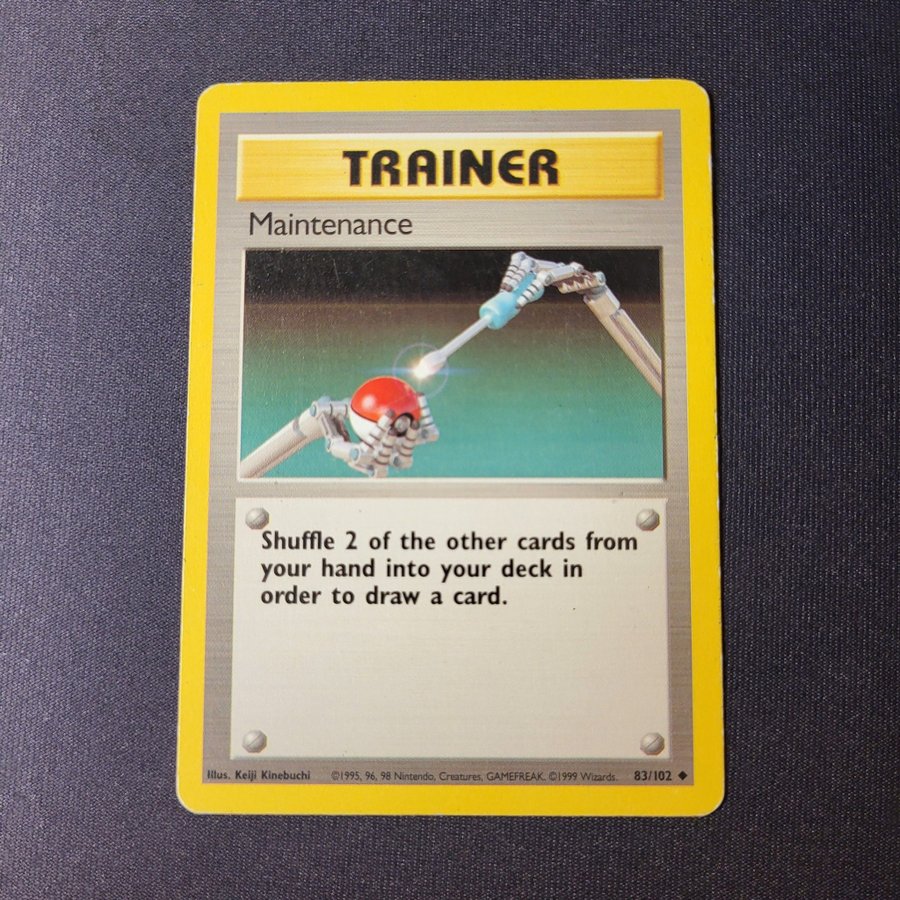 TRAINER
Maintenance
Shuffle 2 of the other cards from
your hand into your deck in
order to draw a card.
Illus. Keiji Kinebuchi ©1995, 96, 98 Nintendo, Creatures, GAMEFREAK. ©1999 Wizards. 83/102 ◆